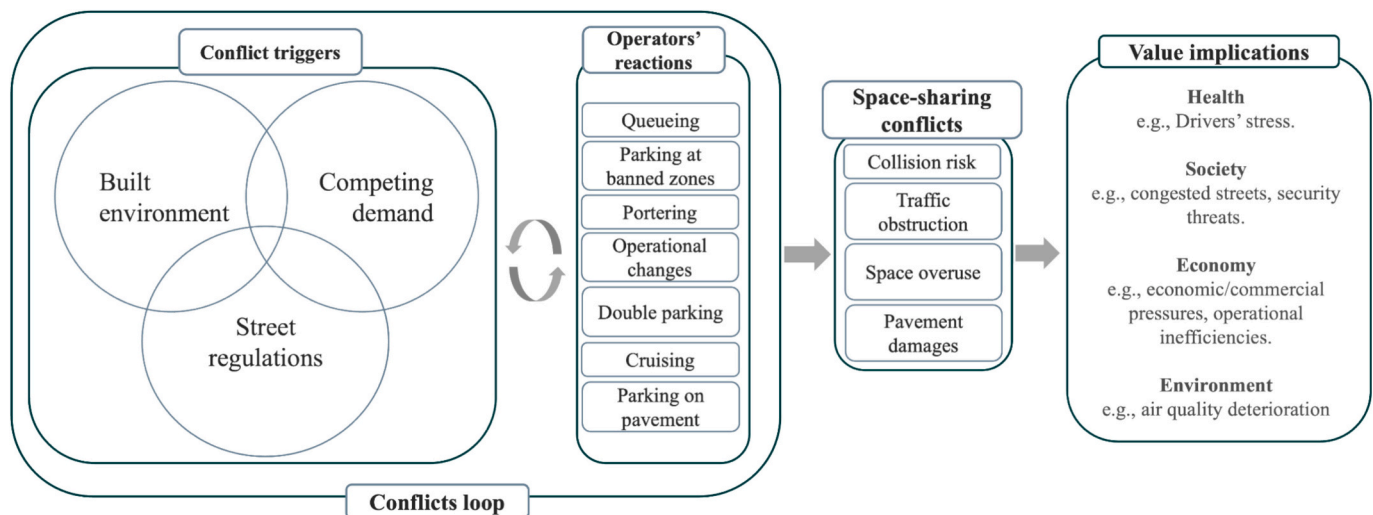 Conflict triggers
Built
environment
Competing
demand
Street
regulations
Operators’
reactions
Queueing
Parking at
banned zones
Portering
Operational
changes
Double parking
Cruising
Parking on
pavement
Conflicts loop
Space-sharing
conflicts
Collision risk
Traffic
obstruction
Space overuse
Pavement
damages
Value implications
Health
e.g., Drivers’ stress.
Society
e.g., congested streets, security
threats.
Economy
e.g., economic/commercial
pressures, operational
inefficiencies.
Environment
e.g., air quality deterioration